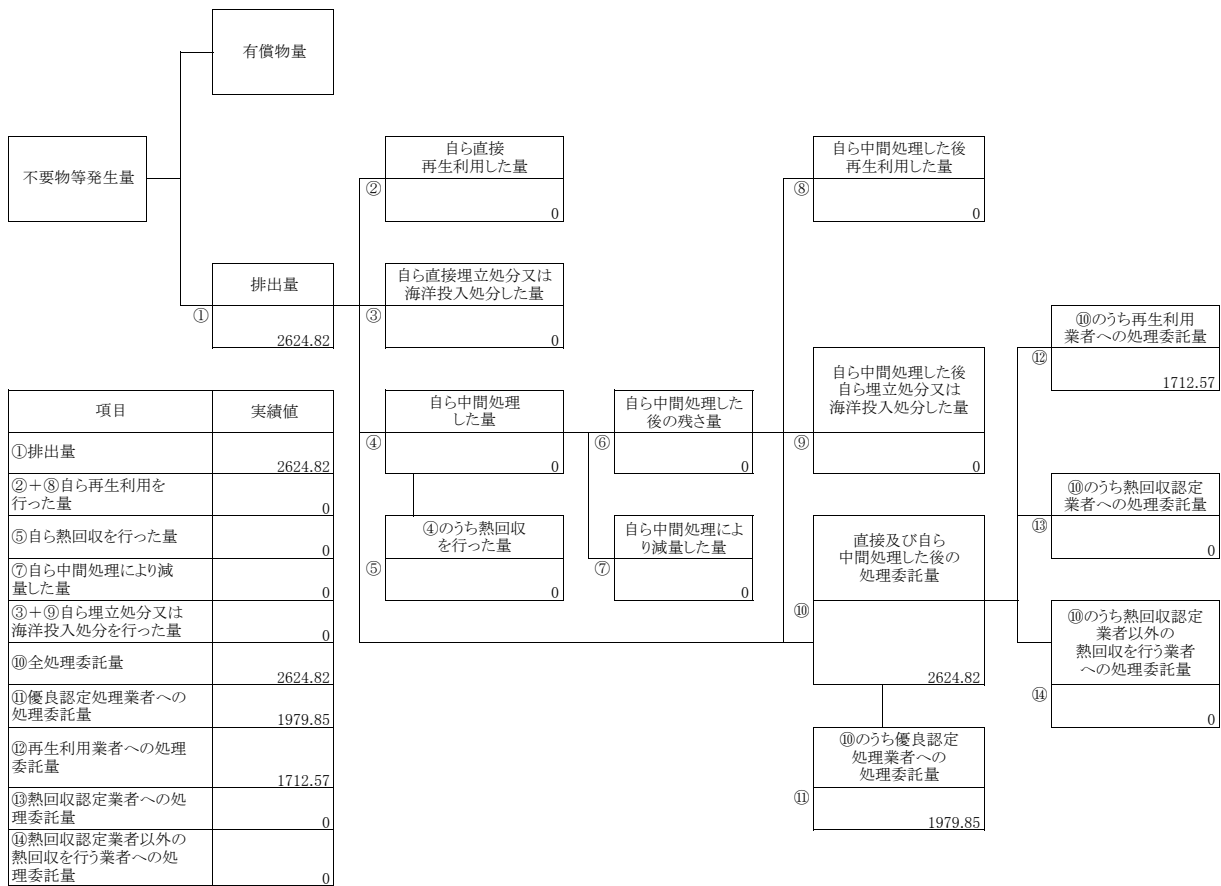 有償物量
不要物等発生量
自ら直接
再生利用した量
②
0
自ら中間処理した後
再生利用した量
⑧
0
排出量
①
2624.82
自ら直接埋立処分又は
海洋投入処分した量
③
0
⑩のうち再生利用
業者への処理委託量
⑫
1712.57
自ら中間処理
した量
④
0
自ら中間処理した
後の残さ量
⑥
0
自ら中間処理した後
自ら埋立処分又は
海洋投入処分した量
⑨
0
⑩のうち熱回収認定
業者への処理委託量
⑬
0
④のうち熱回収
を行った量
⑤
0
自ら中間処理によ
り減量した量
⑦
0
直接及び自ら
中間処理した後の
処理委託量
⑩
2624.82
⑩のうち熱回収認定
業者以外の
熱回収を行う業者
への処理委託量
⑭
0
⑩のうち優良認定
処理業者への
処理委託量
⑪
1979.85
項目 実績値
①排出量
2624.82
②+⑧自ら再生利用を
行った量
0
⑤自ら熱回収を行った量
0
⑦自ら中間処理により減
量した量
0
③+⑨自ら埋立処分又は
海洋投入処分を行った量
0
⑩全処理委託量
2624.82
⑪優良認定処理業者への
処理委託量
1979.85
⑫再生利用業者への処理
委託量
1712.57
⑬熱回収認定業者への処
理委託量
0
⑭熱回収認定業者以外の
熱回収を行う業者への処
理委託量
0